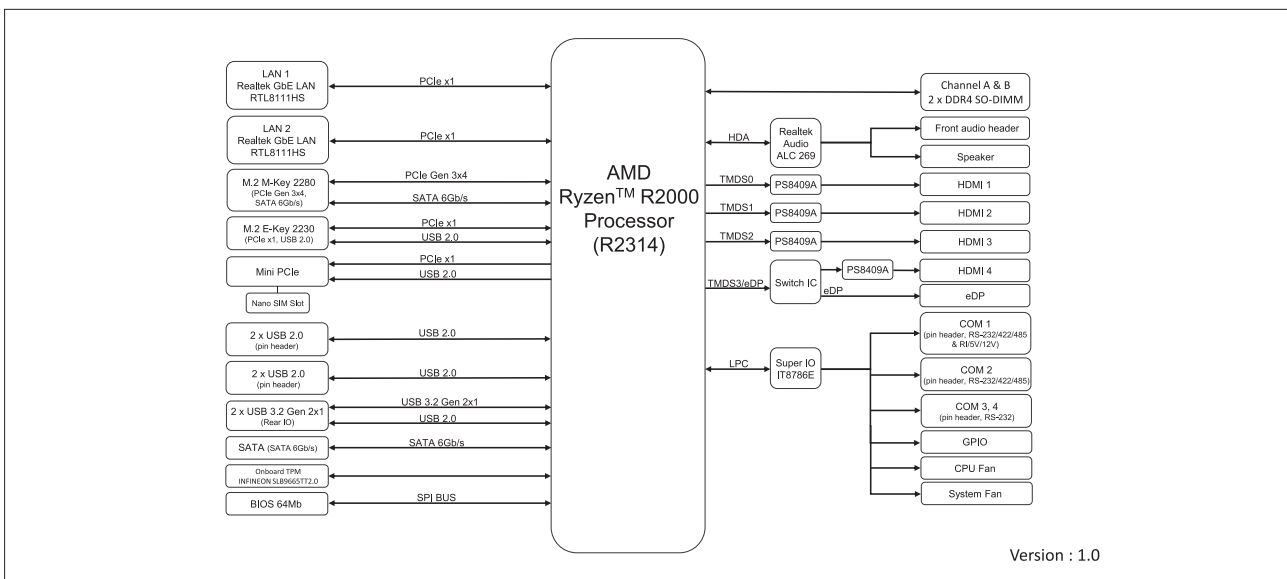 LAN 1
Realtek GbE LAN
RTL8111HS
PCIe x1
LAN 2
Realtek GbE LAN
RTL8111HS
PCIe x1
M.2 M-Key 2280
(PCIe Gen 3x4,
SATA 6Gb/s)
PCIe Gen 3x4
SATA 6Gb/s
M.2 E-Key 2230
(PCIe x1, USB 2.0)
PCIe x1
USB 2.0
Mini PCIe
PCIe x1
USB 2.0
Nano SIM Slot
2 x USB 2.0
(pin header)
USB 2.0
2 x USB 2.0
(pin header)
USB 2.0
2 x USB 3.2 Gen 2x1
(Rear IO)
USB 3.2 Gen 2x1
USB 2.0
SATA (SATA 6Gb/s)
SATA 6Gb/s
Onboard TPM
INFINEON SLB9665TT2.0
BIOS 64Mb
SPI BUS
AMD
Ryzen™ R2000
Processor
(R2314)
Channel A & B
2 x DDR4 SO-DIMM
HDA
Realtek
Audio
ALC 269
Front audio header
Speaker
TMDS0
PS8409A
HDMI 1
TMDS1
PS8409A
HDMI 2
TMDS2
PS8409A
HDMI 3
TMDS3/eDP
Switch IC
PS8409A
HDMI 4
eDP
eDP
LPC
Super IO
IT8786E
COM 1
(pin header, RS-232/422/485
& RI/5V/12V)
COM 2
(pin header, RS-232/422/485)
COM 3, 4
(pin header, RS-232)
GPIO
CPU Fan
System Fan
Version : 1.0